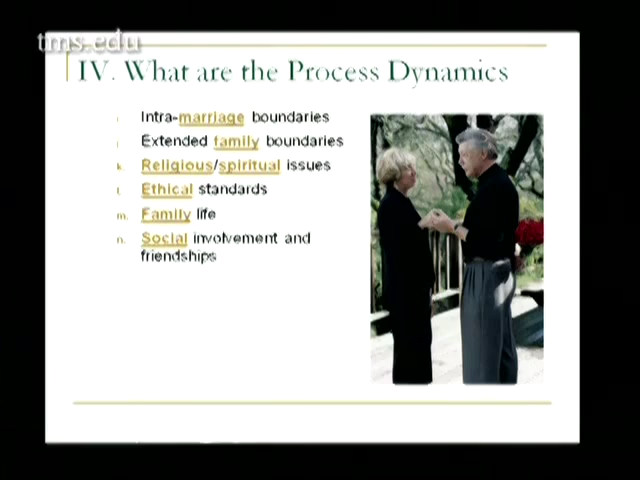 tms.edu
IV. What are the Process Dynamics
i. Intra-marriage boundaries
j. Extended family boundaries
k. Religious/spiritual issues
l. Ethical standards
m. Family life
n. Social involvement and
friendships